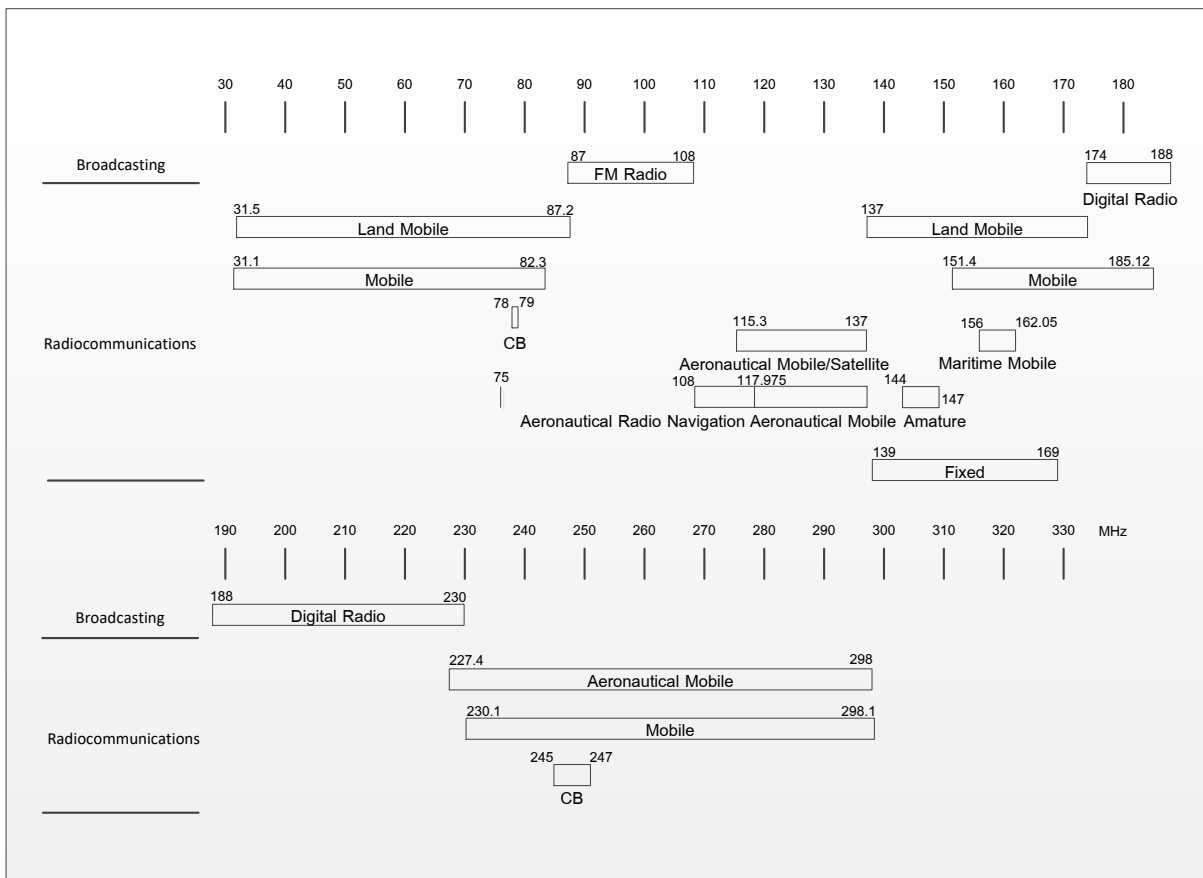 30 40 50 60 70 80 90 100 110 120 130 140 150 160 170 180
Broadcasting
87 108
FM Radio
174 188
Digital Radio
31.5 87.2
Land Mobile
137
Land Mobile
31.1 82.3
Mobile
151.4 185.12
Mobile
78 79
CB
115.3 137
Aeronautical Mobile/Satellite
156 162.05
Maritime Mobile
Radiocommunications
75
108 117.975
144 147
Aeronautical Radio Navigation Aeronautical Mobile Amature
139 169
Fixed
190 200 210 220 230 240 250 260 270 280 290 300 310 320 330 MHz
Broadcasting
188 230
Digital Radio
227.4 298
Aeronautical Mobile
230.1 298.1
Mobile
Radiocommunications
245 247
CB